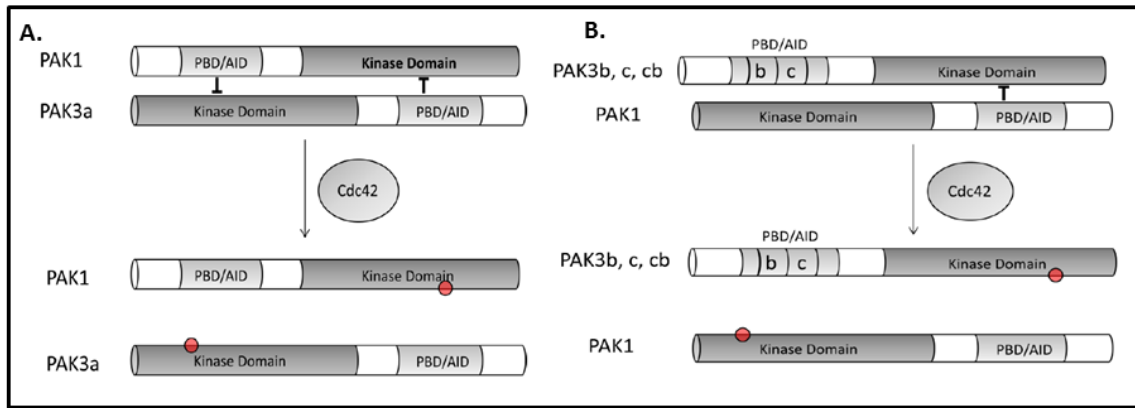 A.
PAK1
PBD/AID
Kinase Domain
PAK3a
Kinase Domain
PBD/AID
Cdc42
PAK1
PBD/AID
Kinase Domain
PAK3a
Kinase Domain
PBD/AID
B.
PBD/AID
PAK3b, c, cb
b
c
Kinase Domain
PAK1
Kinase Domain
PBD/AID
Cdc42
PBD/AID
PAK3b, c, cb
b
c
Kinase Domain
PAK1
Kinase Domain
PBD/AID